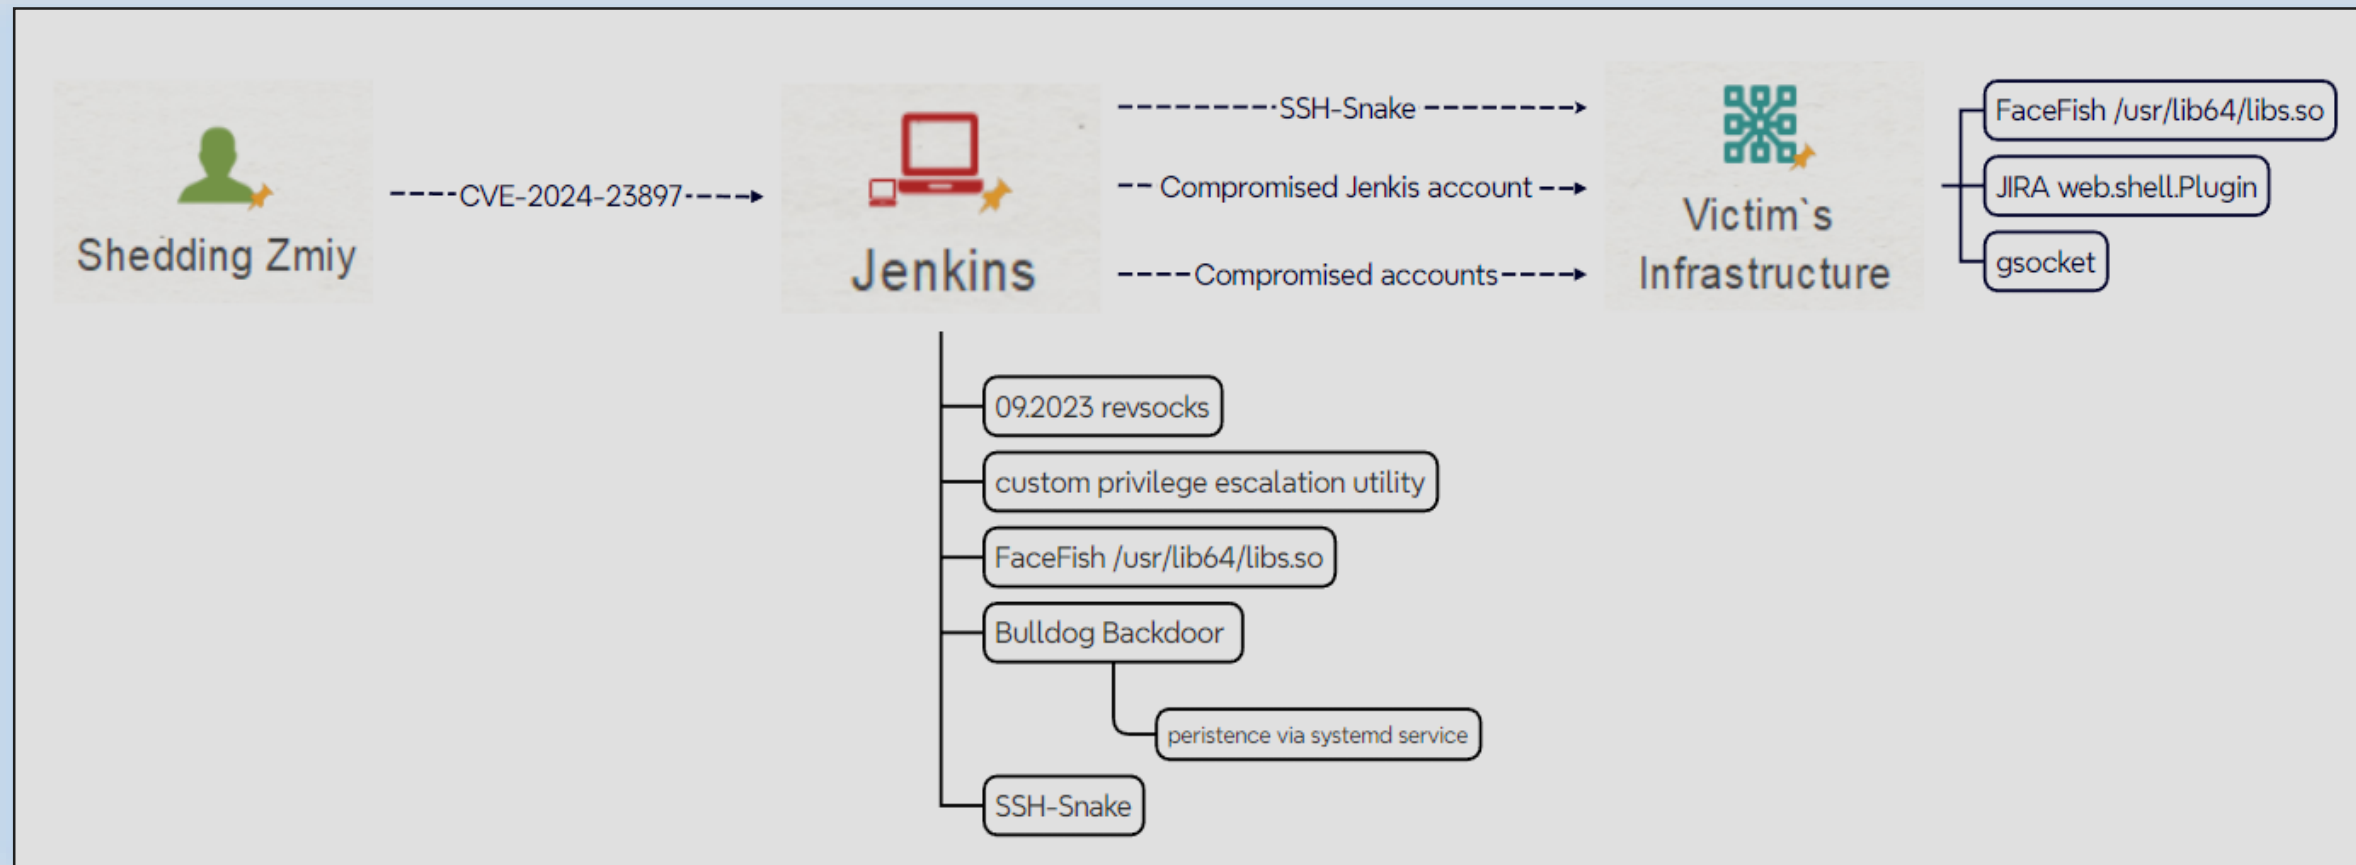 Shedding Zmiy
CVE-2024-23897
Jenkins
SSH-Snake
Compromised Jenkis account
Compromised accounts
Victim`s
Infrastructure
FaceFish /usr/lib64/libs.so
JIRA web.shell.Plugin
gsocket
09.2023 revsocks
custom privilege escalation utility
FaceFish /usr/lib64/libs.so
Bulldog Backdoor
peristence via systemd service
SSH-Snake